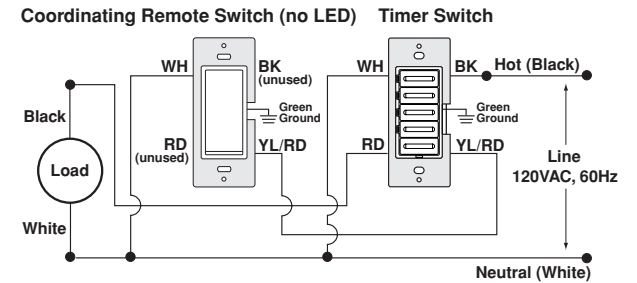 Coordinating Remote Switch (no LED) Timer Switch
WH
BK
(unused)
WH
BK
Hot (Black)
Black
Green
Ground
Green
Ground
RD
(unused)
YL/RD
RD
YL/RD
Load
Line
120VAC, 60Hz
White
Neutral (White)